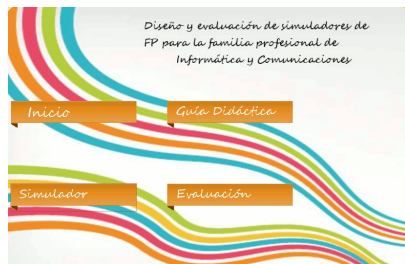 Diseño y evaluación de simuladores de
FP para la familia profesional de
Informática y Comunicaciones
Inicio
Guía Didáctica
Simulador
Evaluación